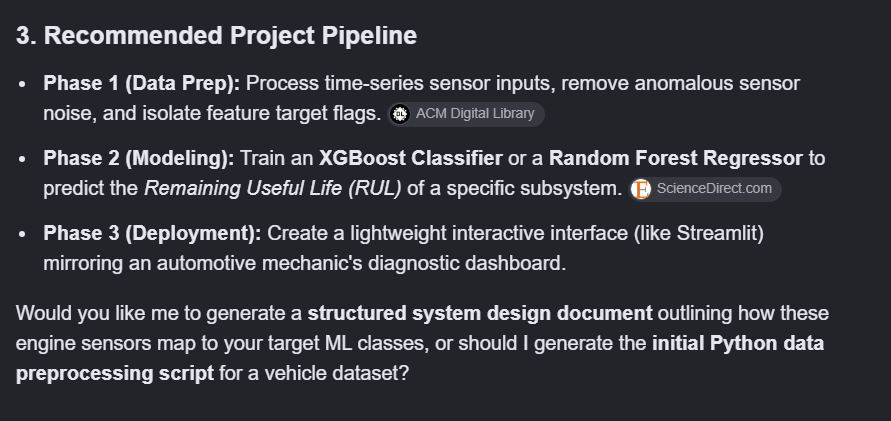 3. Recommended Project Pipeline
• Phase 1 (Data Prep): Process time-series sensor inputs, remove anomalous sensor
noise, and isolate feature target flags. ACM Digital Library
• Phase 2 (Modeling): Train an XGBoost Classifier or a Random Forest Regressor to
predict the Remaining Useful Life (RUL) of a specific subsystem. ScienceDirect.com
• Phase 3 (Deployment): Create a lightweight interactive interface (like Streamlit)
mirroring an automotive mechanic's diagnostic dashboard.
Would you like me to generate a structured system design document outlining how these
engine sensors map to your target ML classes, or should I generate the initial Python data
preprocessing script for a vehicle dataset?